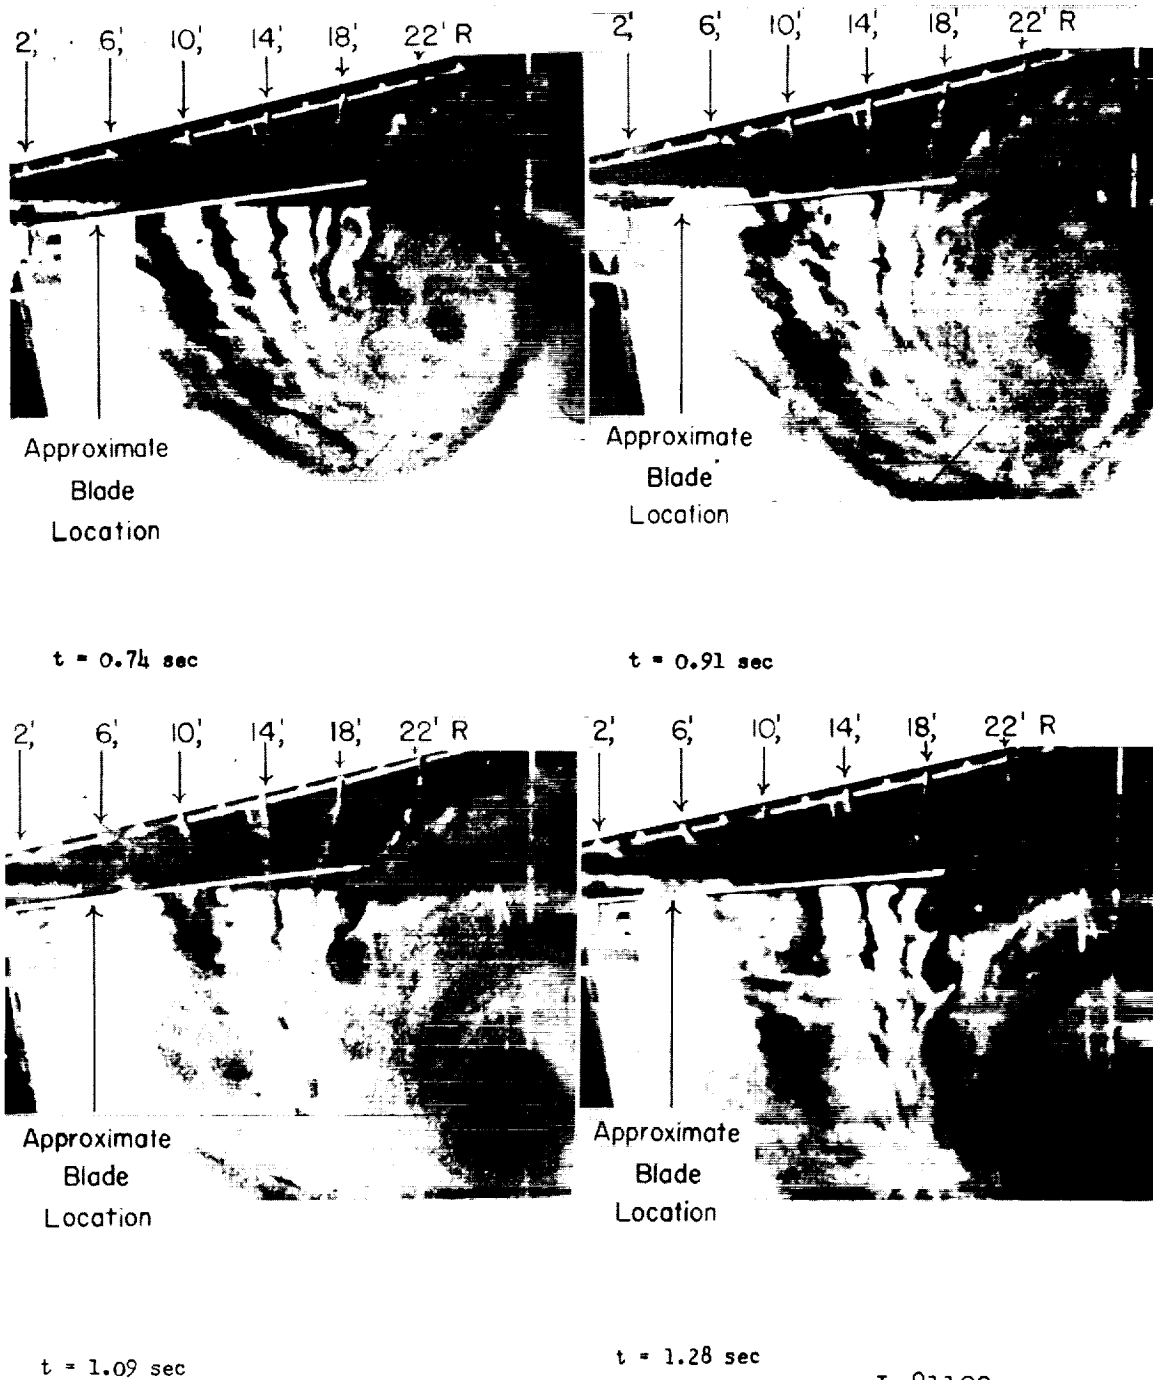 2', 6', 10', 14', 18', 22' R
Approximate
Blade
Location
t = 0.74 sec
2', 6', 10', 14', 18', 22' R
Approximate
Blade
Location
t = 0.91 sec
2', 6', 10', 14', 18', 22' R
Approximate
Blade
Location
t = 1.09 sec
2', 6', 10', 14', 18', 22' R
Approximate
Blade
Location
t = 1.28 sec